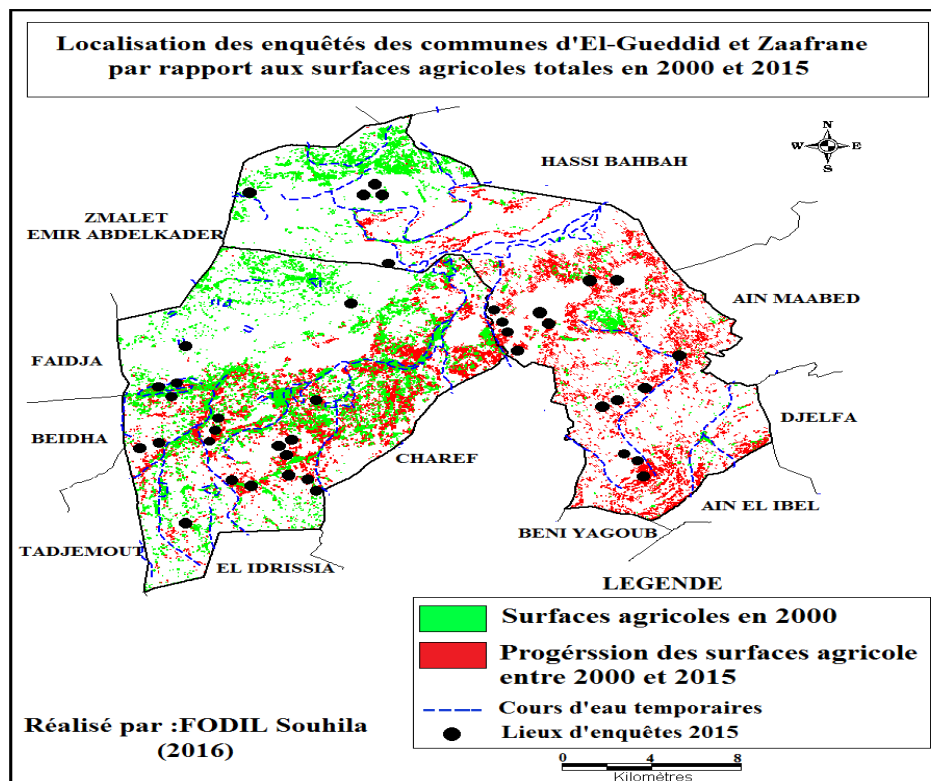 Localisation des enquêtés des communes d'El-Gueddid et Zaafrane
par rapport aux surfaces agricoles totales en 2000 et 2015
N
W E
S
HASSI BAHBAH
ZMALET
EMIR ABDELKADER
AIN MAABED
FAIDJA
BEIDHA
DJELFA
CHAREF
AIN EL IBEL
BENI YAGOUB
TADJEMOUT
EL IDRISSIA
LEGENDE
Surfaces agricoles en 2000
Progérssion des surfaces agricole
entre 2000 et 2015
Cours d'eau temporaires
Lieux d'enquêtes 2015
Réalisé par :FODIL Souhila
(2016)
0 4 8
Kilomètres